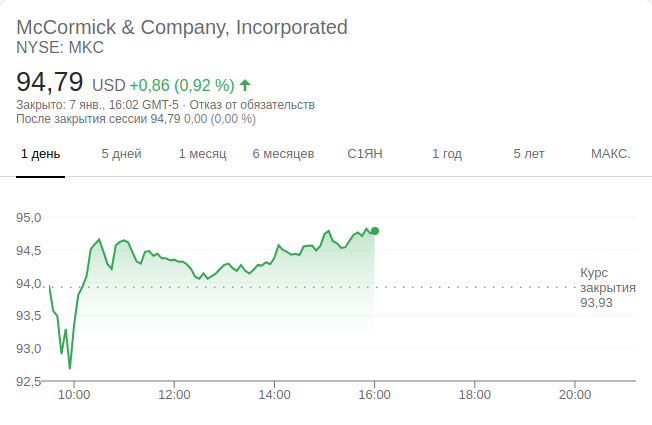 McCormick & Company, Incorporated
NYSE: MKC
94,79 USD +0,86 (0,92 %)
Закрыто: 7 янв., 16:02 GMT-5 · Отказ от обязательств
После закрытия сессии 94,79 0,00 (0,00 %)
1 день 5 дней 1 месяц 6 месяцев С1ЯН 1 год 5 лет МАКС.
95,0
94,5
94,0
93,5
93,0
92,5
Курс
закрытия
93,93
10:00 12:00 14:00 16:00 18:00 20:00